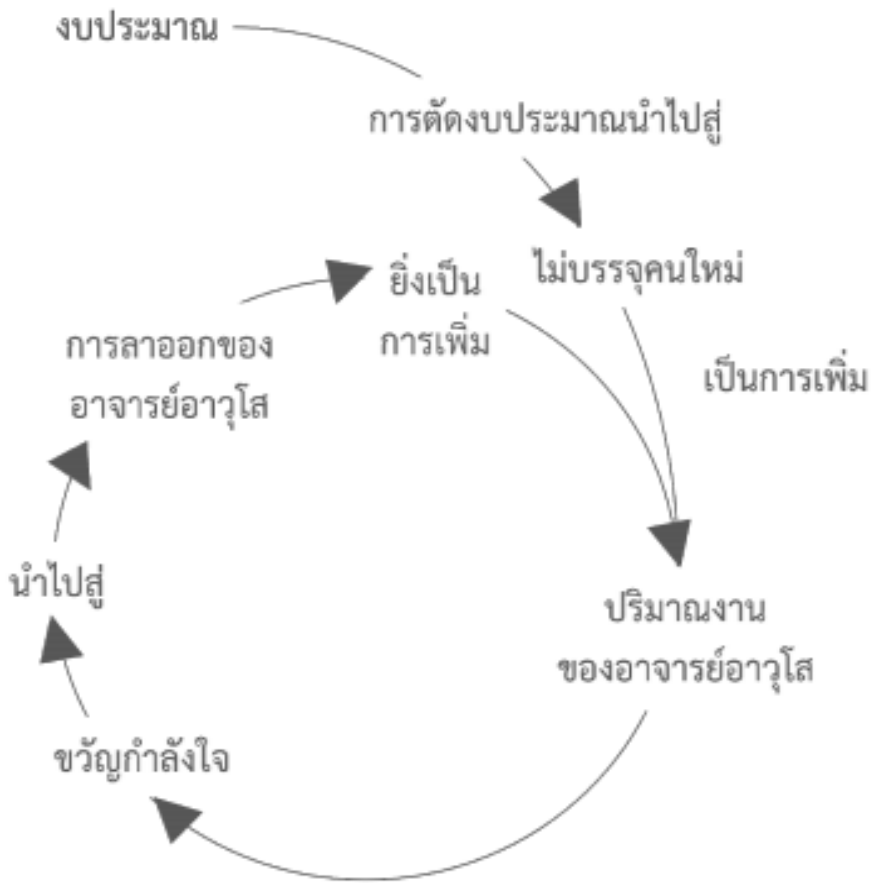 งบประมาณ
การตัดงบประมาณนำไปสู่
ไม่บรรจุคนใหม่
ยิ่งเป็น
การเพิ่ม
เป็นการเพิ่ม
การลาออกของ
อาจารย์อาวุโส
นำไปสู่
ปริมาณงาน
ของอาจารย์อาวุโส
ขวัญกำลังใจ